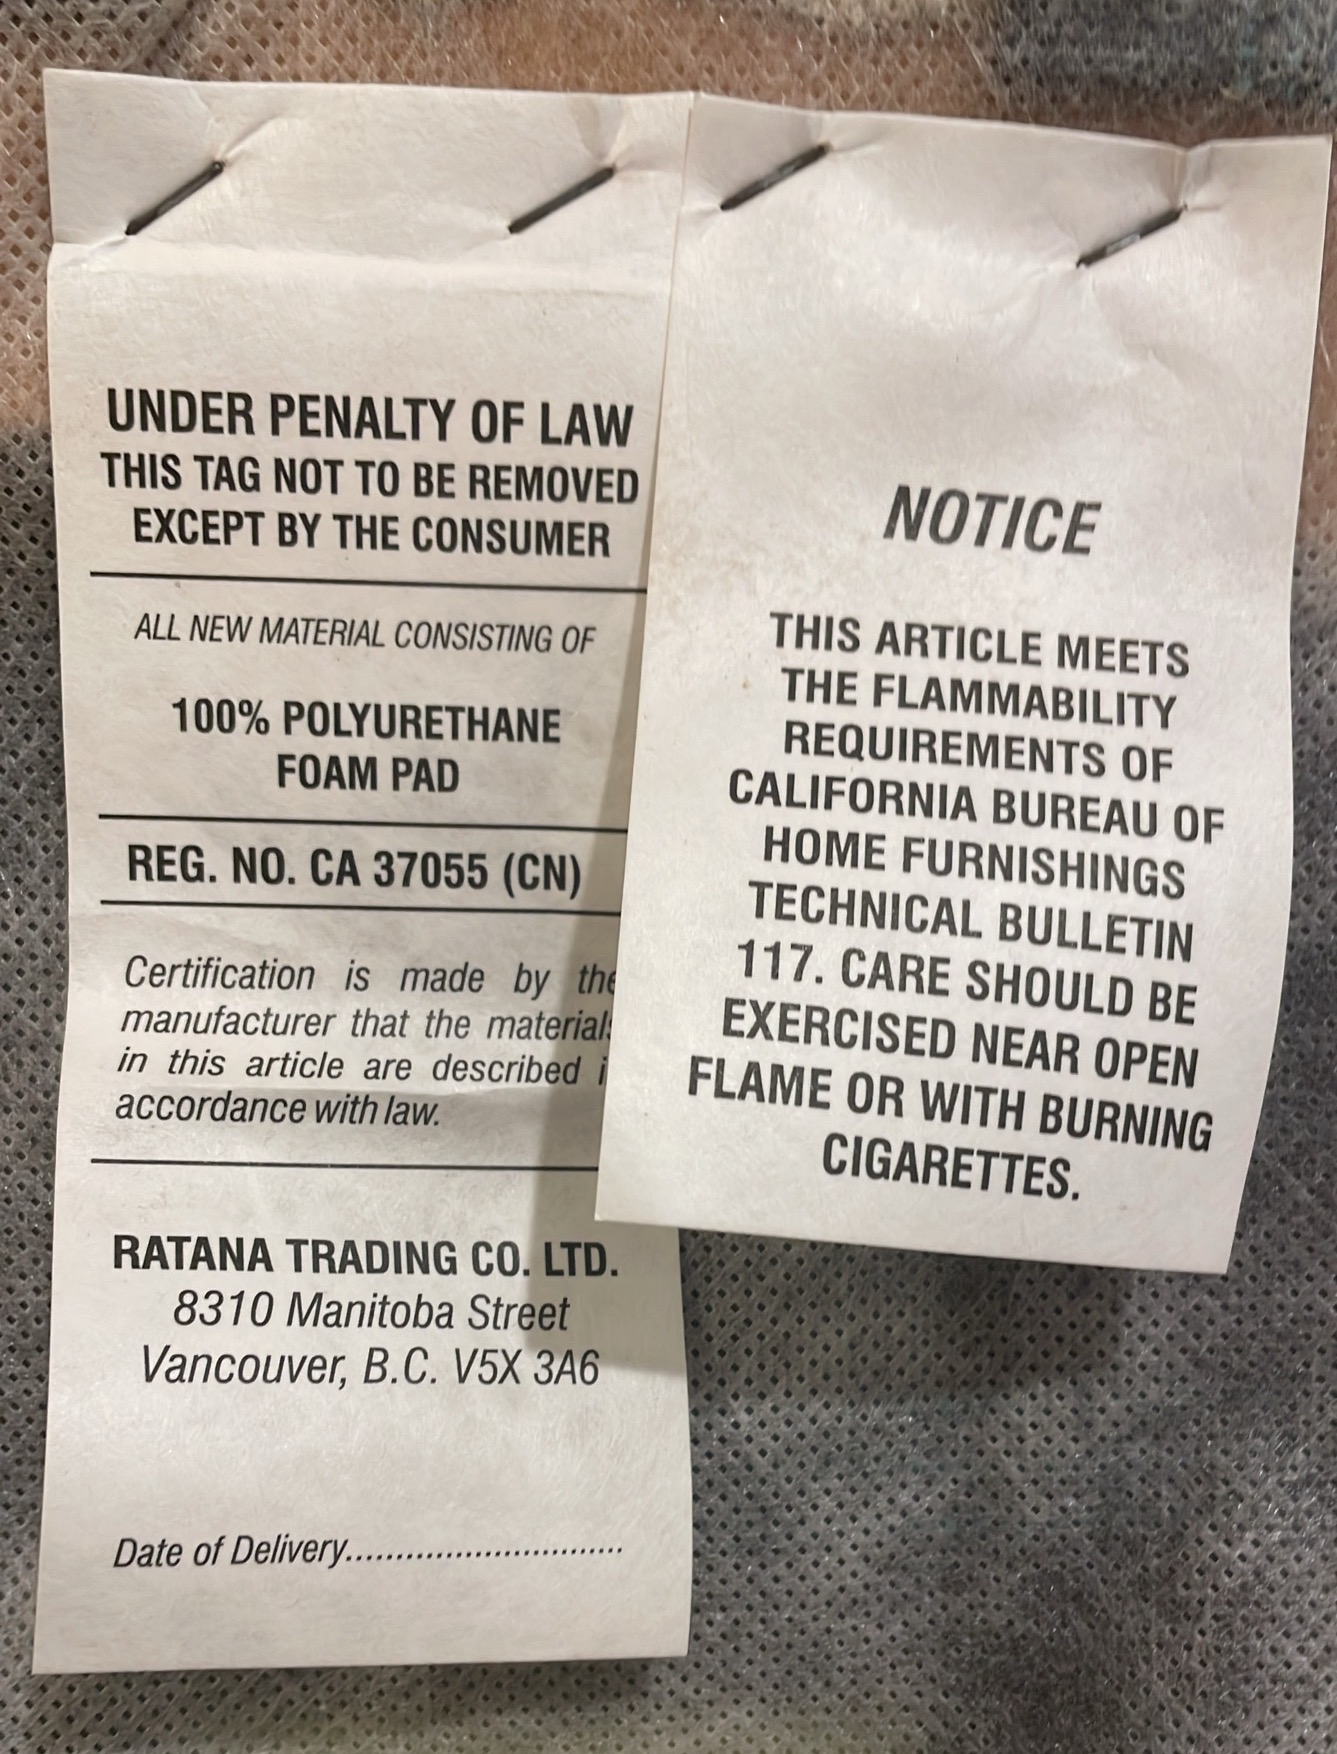 UNDER PENALTY OF LAW
THIS TAG NOT TO BE REMOVED
EXCEPT BY THE CONSUMER
ALL NEW MATERIAL CONSISTING OF
100% POLYURETHANE
FOAM PAD
REG. NO. CA 37055 (CN)
Certification is made by the
manufacturer that the materials
in this article are described i
accordance with law.
RATANA TRADING CO. LTD.
8310 Manitoba Street
Vancouver, B.C. V5X 3A6
Date of Delivery............................
NOTICE
THIS ARTICLE MEETS
THE FLAMMABILITY
REQUIREMENTS OF
CALIFORNIA BUREAU OF
HOME FURNISHINGS
TECHNICAL BULLETIN
117. CARE SHOULD BE
EXERCISED NEAR OPEN
FLAME OR WITH BURNING
CIGARETTES.